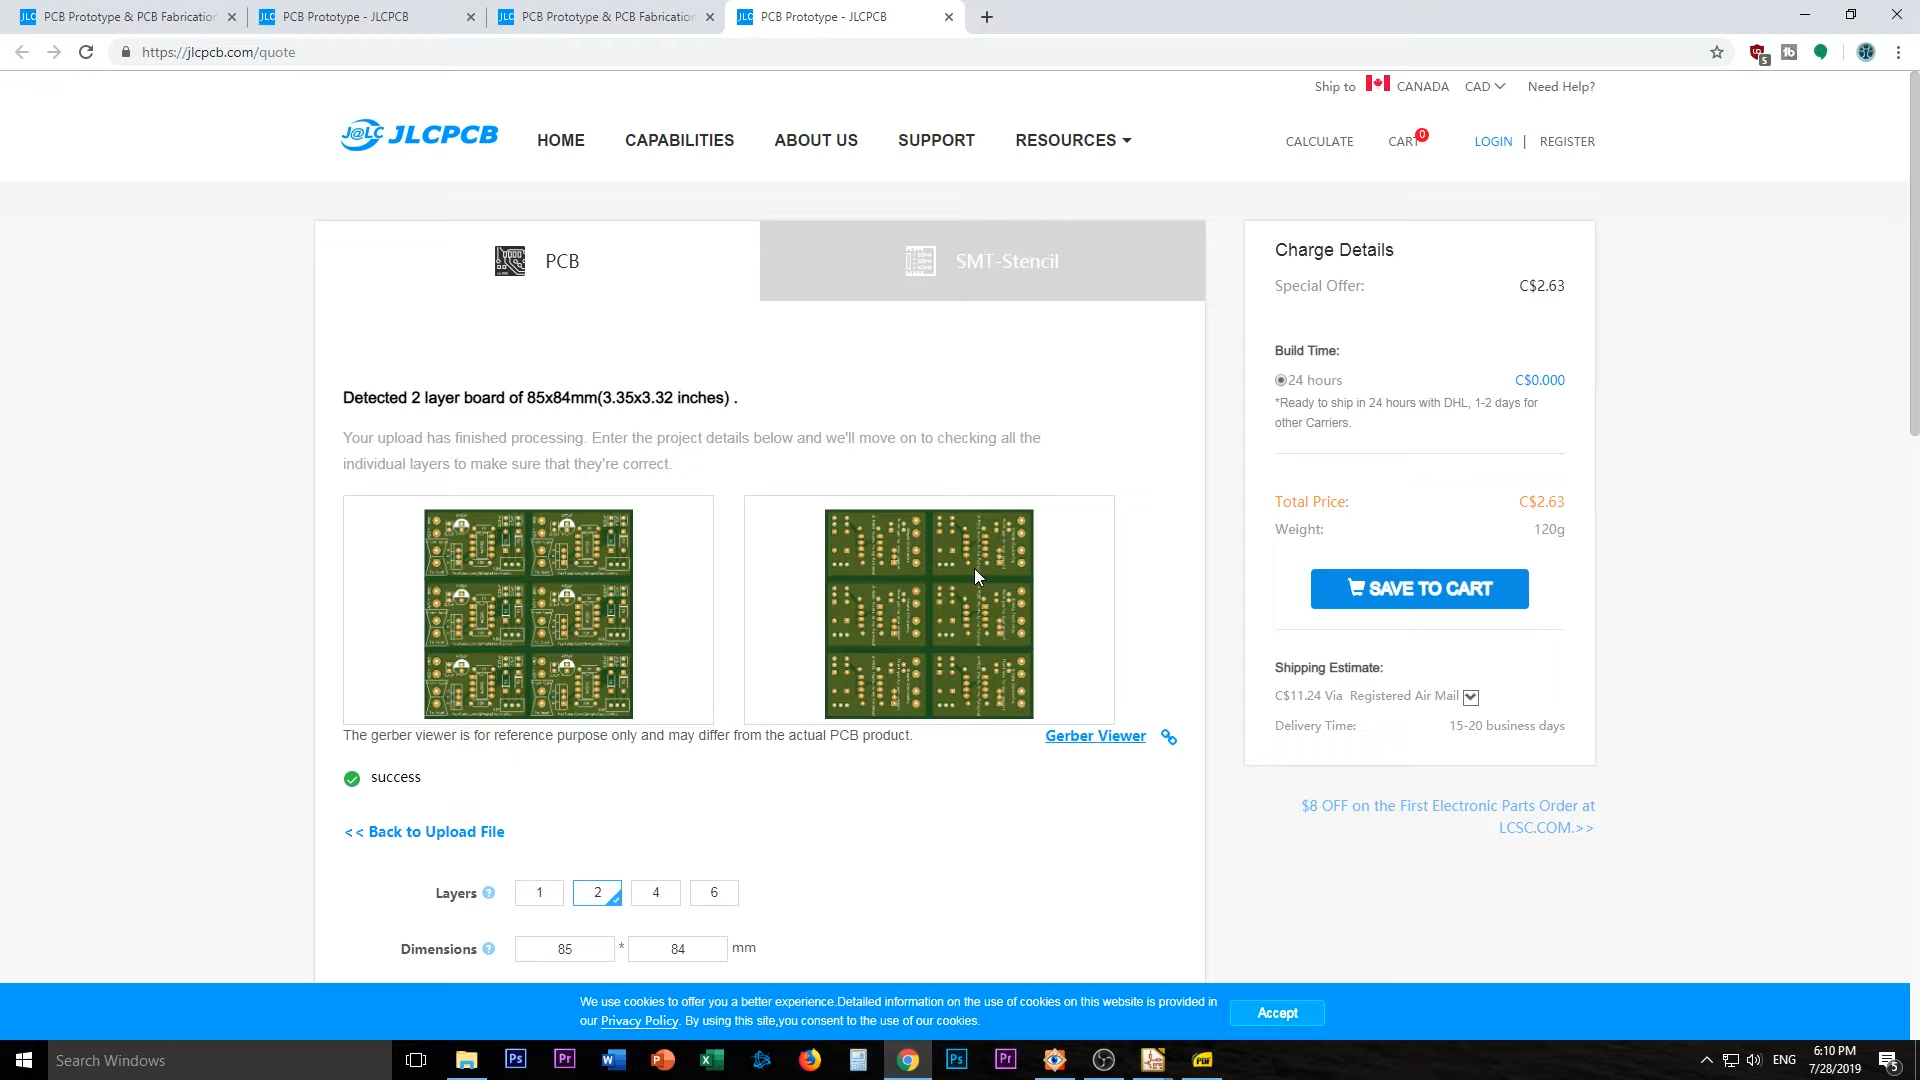 PCB Prototype & PCB Fabrication
PCB Prototype - JLCPCB
PCB Prototype & PCB Fabrication
PCB Prototype - JLCPCB
https://jlcpcb.com/quote
5
Ship to CANADA CAD Need Help?
J@LC JLCPCB
HOME CAPABILITIES ABOUT US SUPPORT RESOURCES
CALCULATE CART 0 LOGIN | REGISTER
PCB
SMT-Stencil
Detected 2 layer board of 85x84mm(3.35x3.32 inches) .
Your upload has finished processing. Enter the project details below and we'll move on to checking all the
individual layers to make sure that they're correct.
The gerber viewer is for reference purpose only and may differ from the actual PCB product.
Gerber Viewer
success
<< Back to Upload File
Layers ? 1 2 4 6
Dimensions ? 85 * 84 mm
Charge Details
Special Offer: C$2.63
Build Time:
24 hours C$0.000
*Ready to ship in 24 hours with DHL, 1-2 days for
other Carriers.
Total Price: C$2.63
Weight: 120g
SAVE TO CART
Shipping Estimate:
C$11.24 Via Registered Air Mail
Delivery Time: 15-20 business days
$8 OFF on the First Electronic Parts Order at
LCSC.COM.>>
We use cookies to offer you a better experience.Detailed information on the use of cookies on this website is provided in
our Privacy Policy. By using this site,you consent to the use of our cookies.
Accept
Search Windows
ENG
6:10 PM
7/28/2019
5